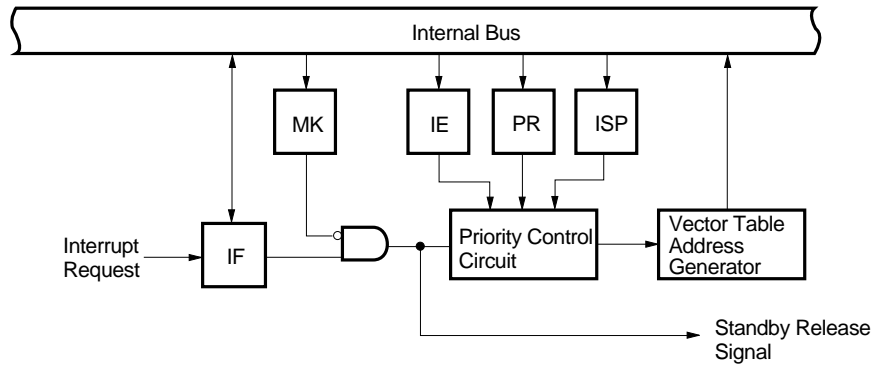 Internal Bus
MK
IE
PR
ISP
Interrupt
Request
IF
Priority Control
Circuit
Vector Table
Address
Generator
Standby Release
Signal